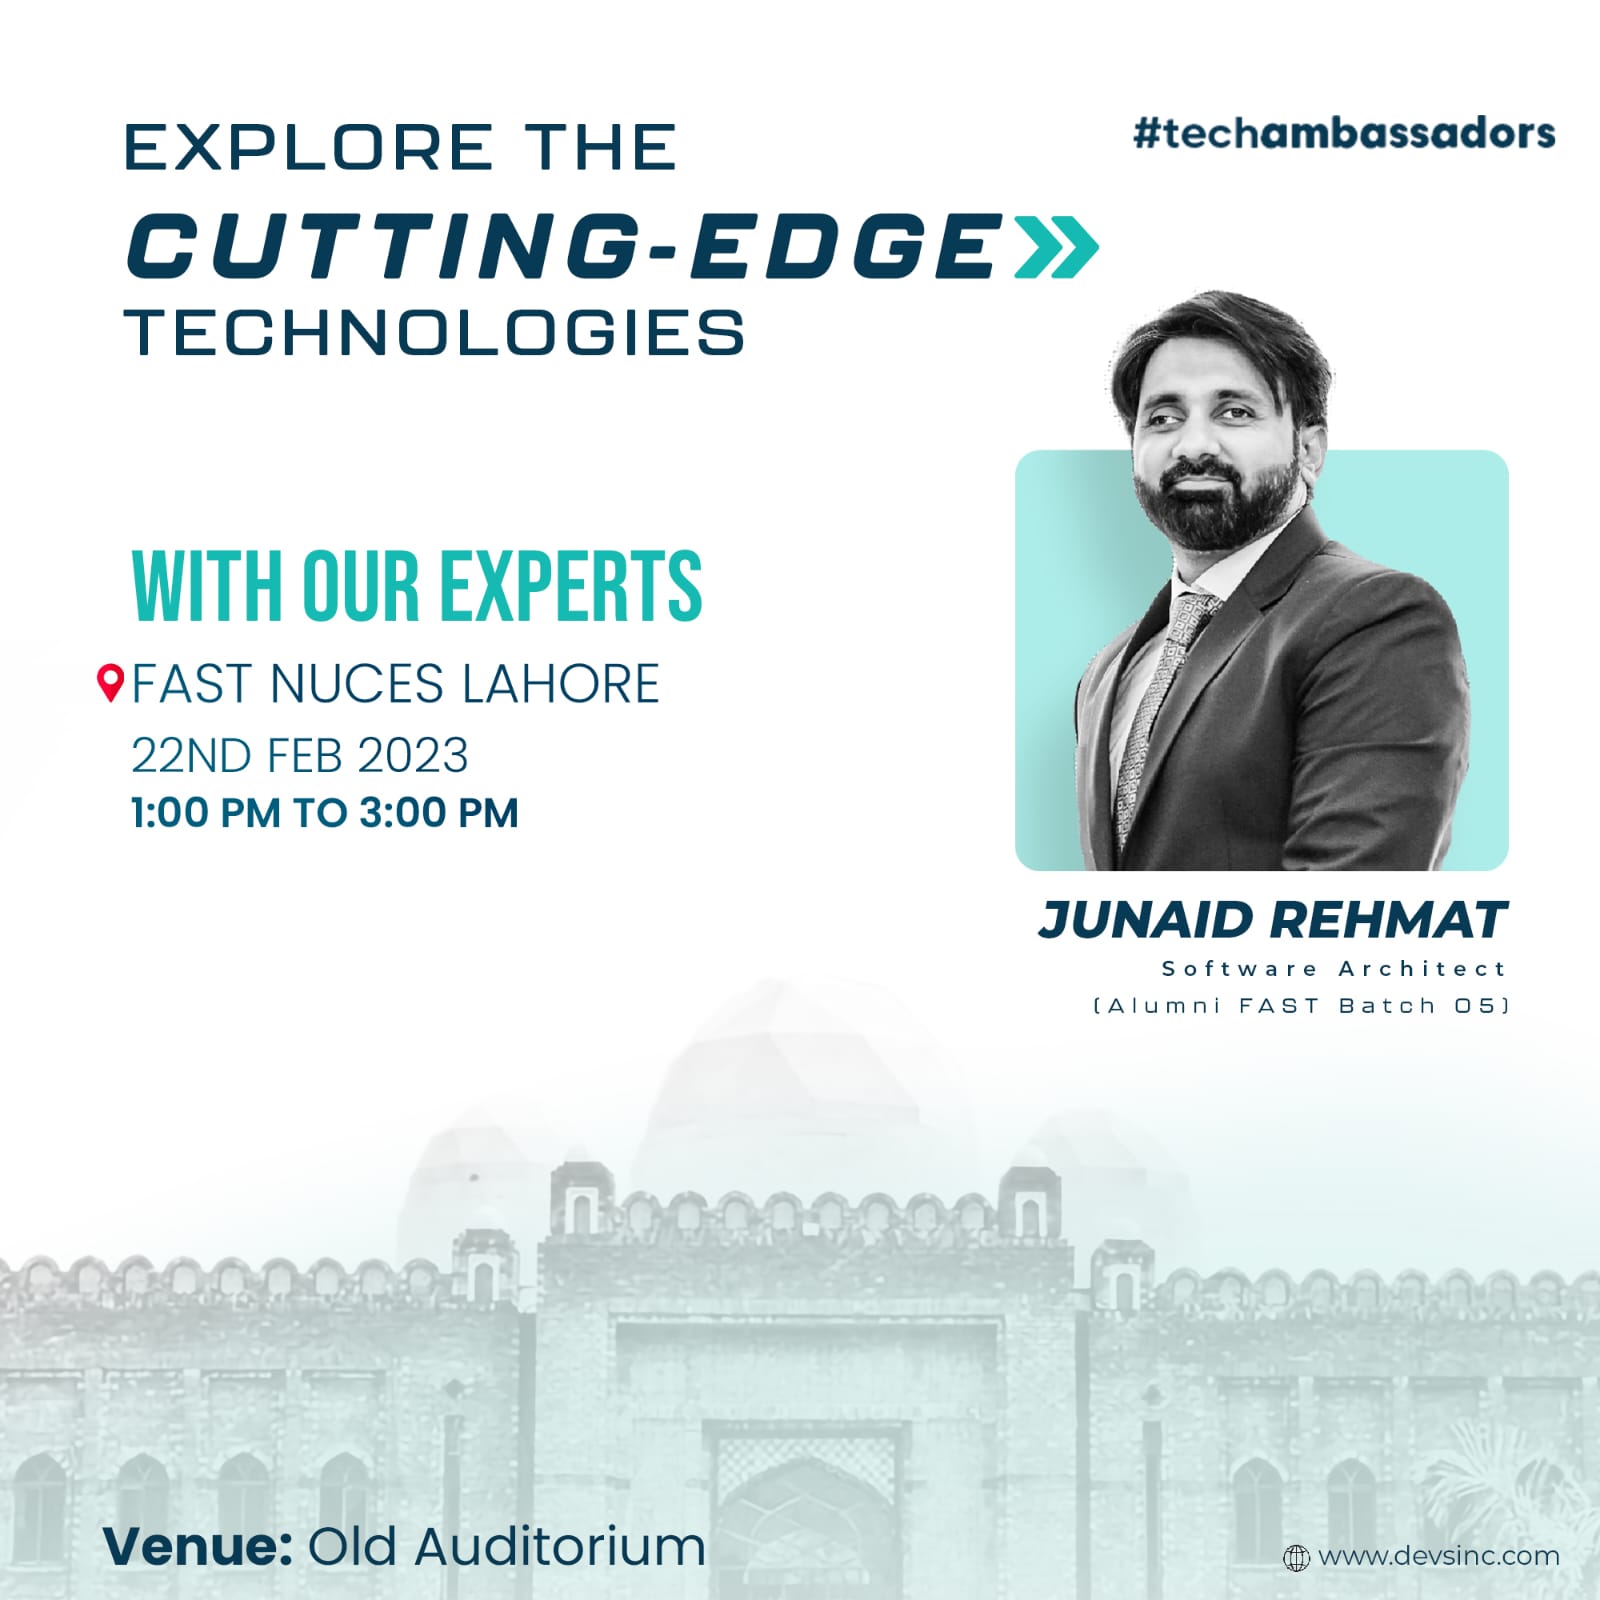 EXPLORE THE
#techambassadors
CUTTING-EDGE
TECHNOLOGIES
WITH OUR EXPERTS
FAST NUCES LAHORE
22ND FEB 2023
1:00 PM TO 3:00 PM
JUNAID REHMAT
Software Architect
(Alumni FAST Batch 05)
Venue: Old Auditorium
www.devsinc.com